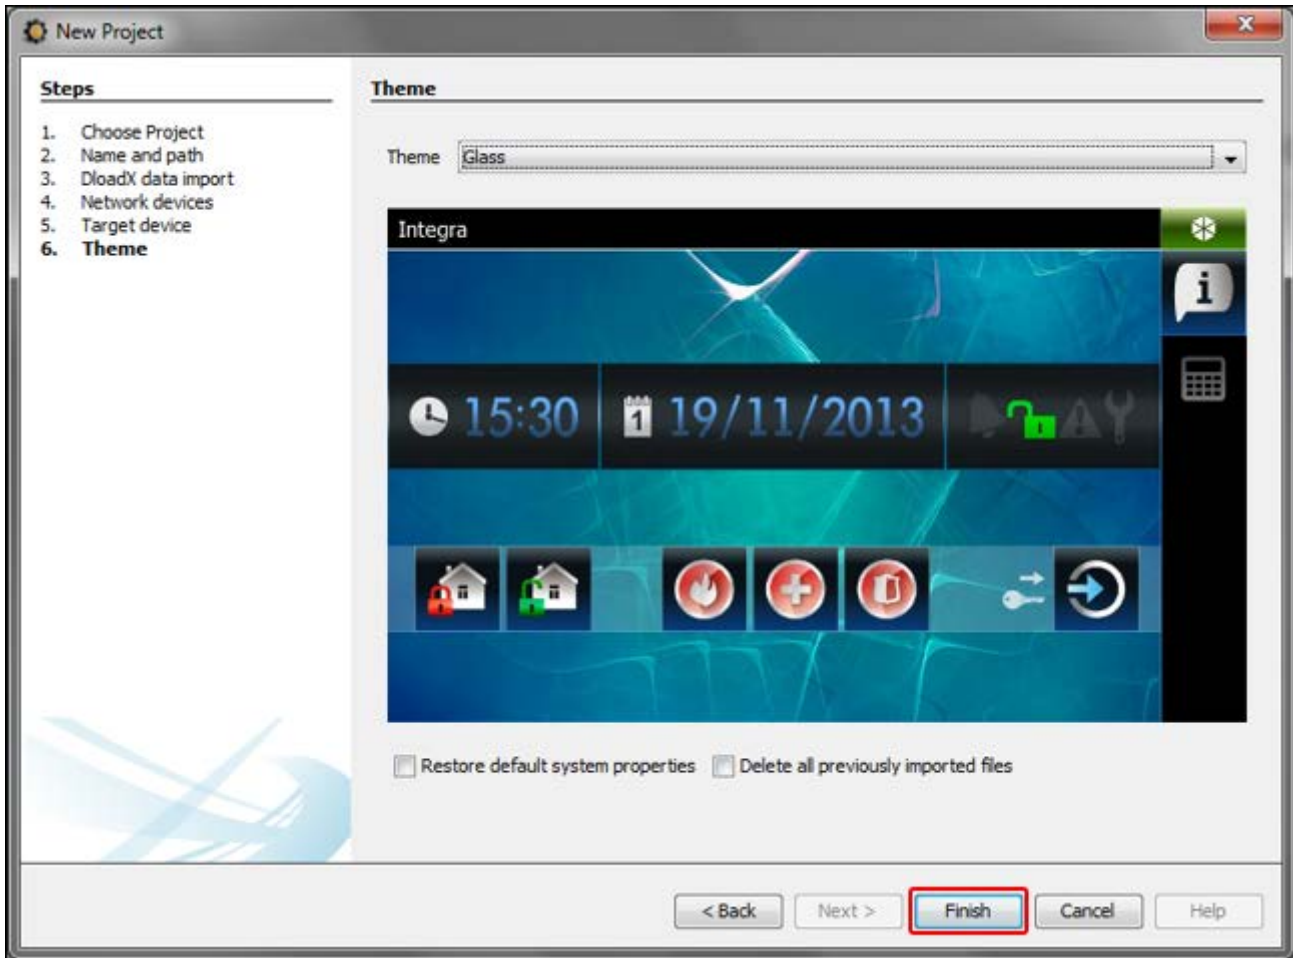 New Project
Steps
1. Choose Project
2. Name and path
3. DloadX data import
4. Network devices
5. Target device
6. Theme
Theme
Theme Glass
Integra
i
15:30 1 19/11/2013
Restore default system properties Delete all previously imported files
< Back Next > Finish Cancel Help